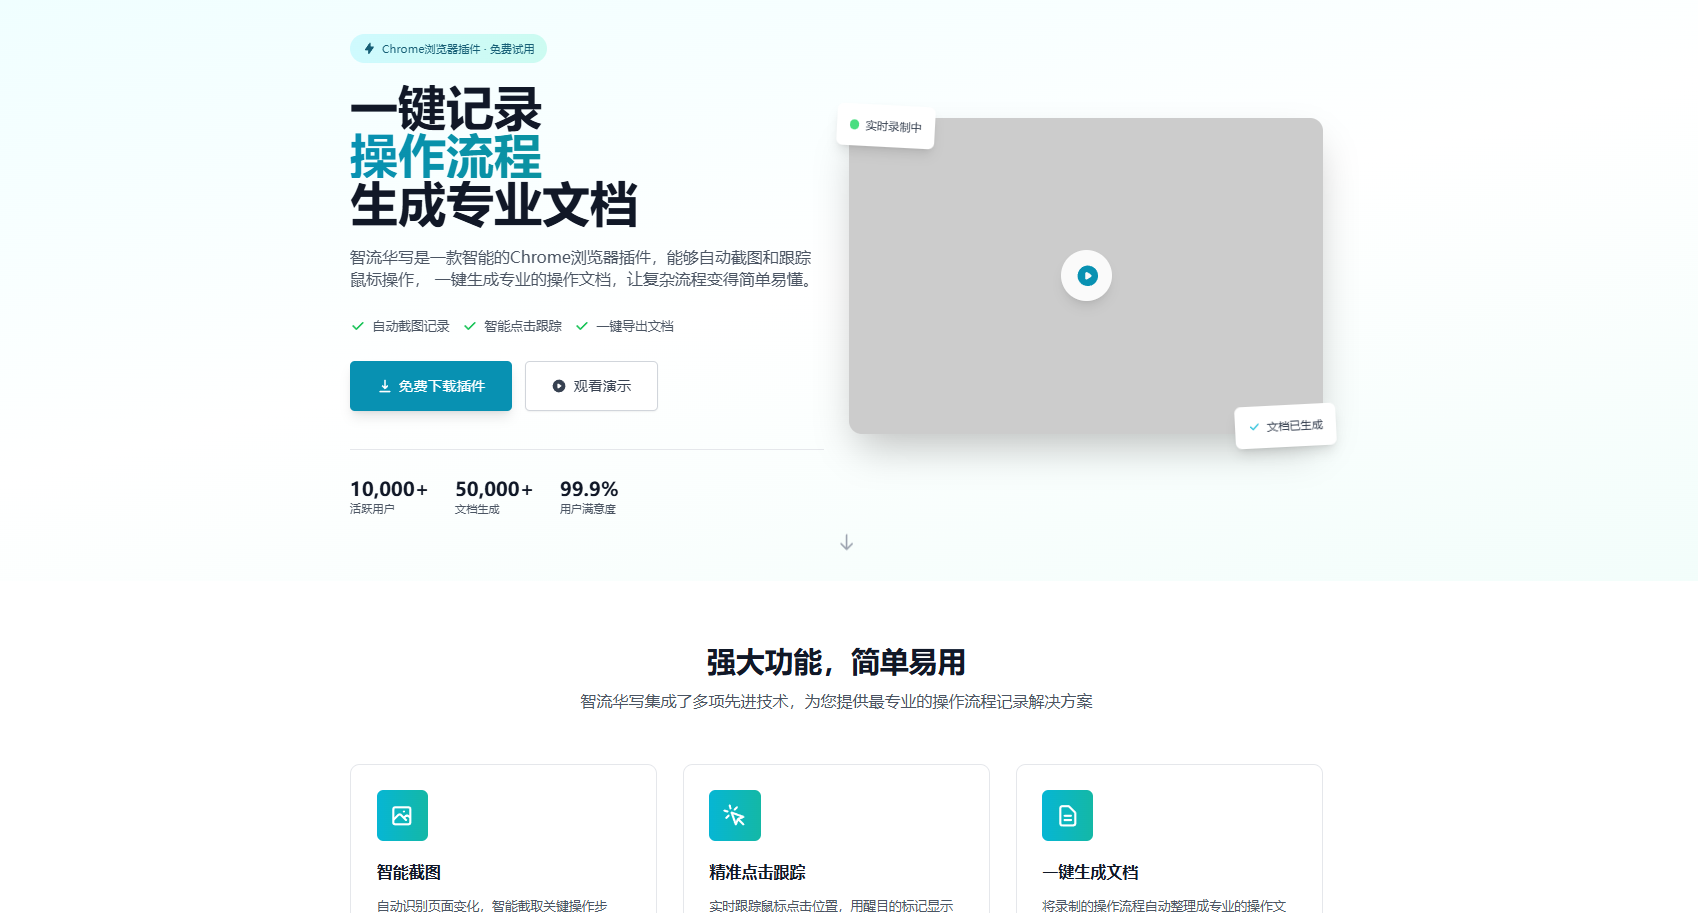 Chrome浏览器插件 · 免费试用
一键记录
操作流程
生成专业文档
智流华写是一款智能的Chrome浏览器插件，能够自动截图和跟踪
鼠标操作， 一键生成专业的操作文档，让复杂流程变得简单易懂。
自动截图记录 智能点击跟踪 一键导出文档
免费下载插件 观看演示
10,000+ 50,000+ 99.9%
活跃用户 文档生成 用户满意度
实时录制中
文档已生成
强大功能，简单易用
智流华写集成了多项先进技术，为您提供最专业的操作流程记录解决方案
智能截图 精准点击跟踪 一键生成文档
自动识别页面变化，智能截取关键操作步 实时跟踪鼠标点击位置，用醒目的标记显示 将录制的操作流程自动整理成专业的操作文